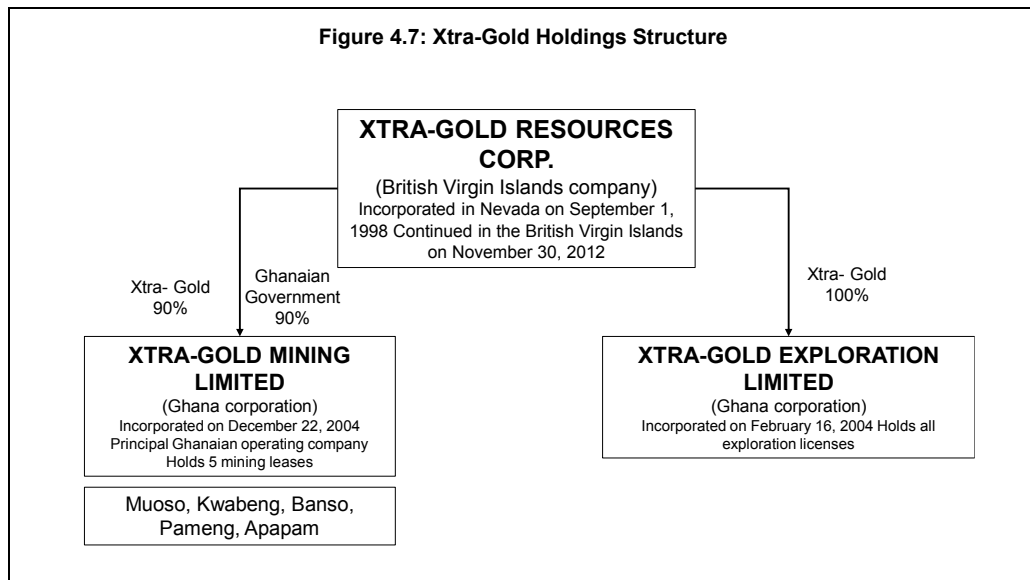 Figure 4.7: Xtra-Gold Holdings Structure
XTRA-GOLD RESOURCES
CORP.
(British Virgin Islands company)
Incorporated in Nevada on September 1,
1998 Continued in the British Virgin Islands
on November 30, 2012
Xtra- Gold
90%
Ghanaian
Government
90%
Xtra- Gold
100%
XTRA-GOLD MINING
LIMITED
(Ghana corporation)
Incorporated on December 22, 2004
Principal Ghanaian operating company
Holds 5 mining leases
XTRA-GOLD EXPLORATION
LIMITED
(Ghana corporation)
Incorporated on February 16, 2004 Holds all
exploration licenses
Muoso, Kwabeng, Banso,
Pameng, Apapam